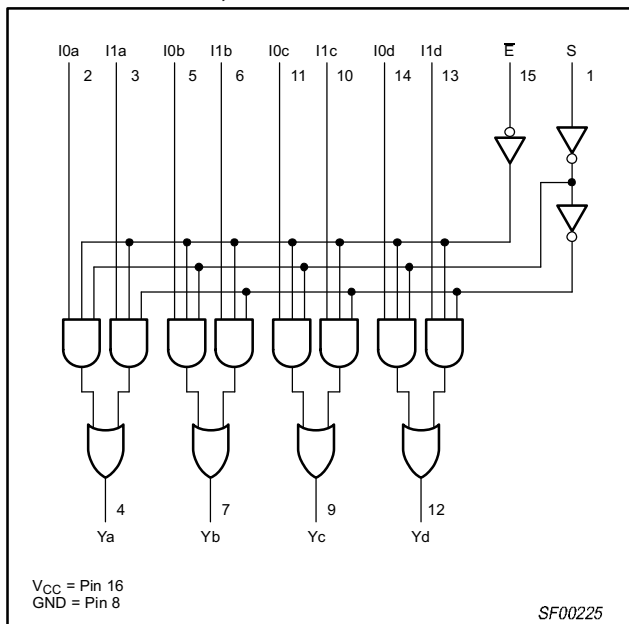 I0a I1a I0b I1b I0c I1c I0d I1d E̅ S
2 3 5 6 11 10 14 13 15 1
4 7 9 12
Ya Yb Yc Yd
VCC = Pin 16
GND = Pin 8
SF00225